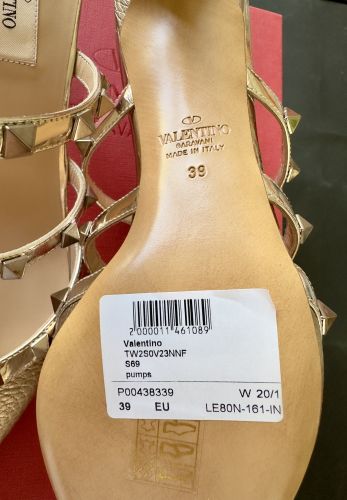 VALENTINO
VALENTINO
GARAVANI
MADE IN ITALY
39
2000011461089
Valentino
TW2S0V23NNF
S69
pumps
P00438339 W 20/1
39 EU LE80N-161-IN